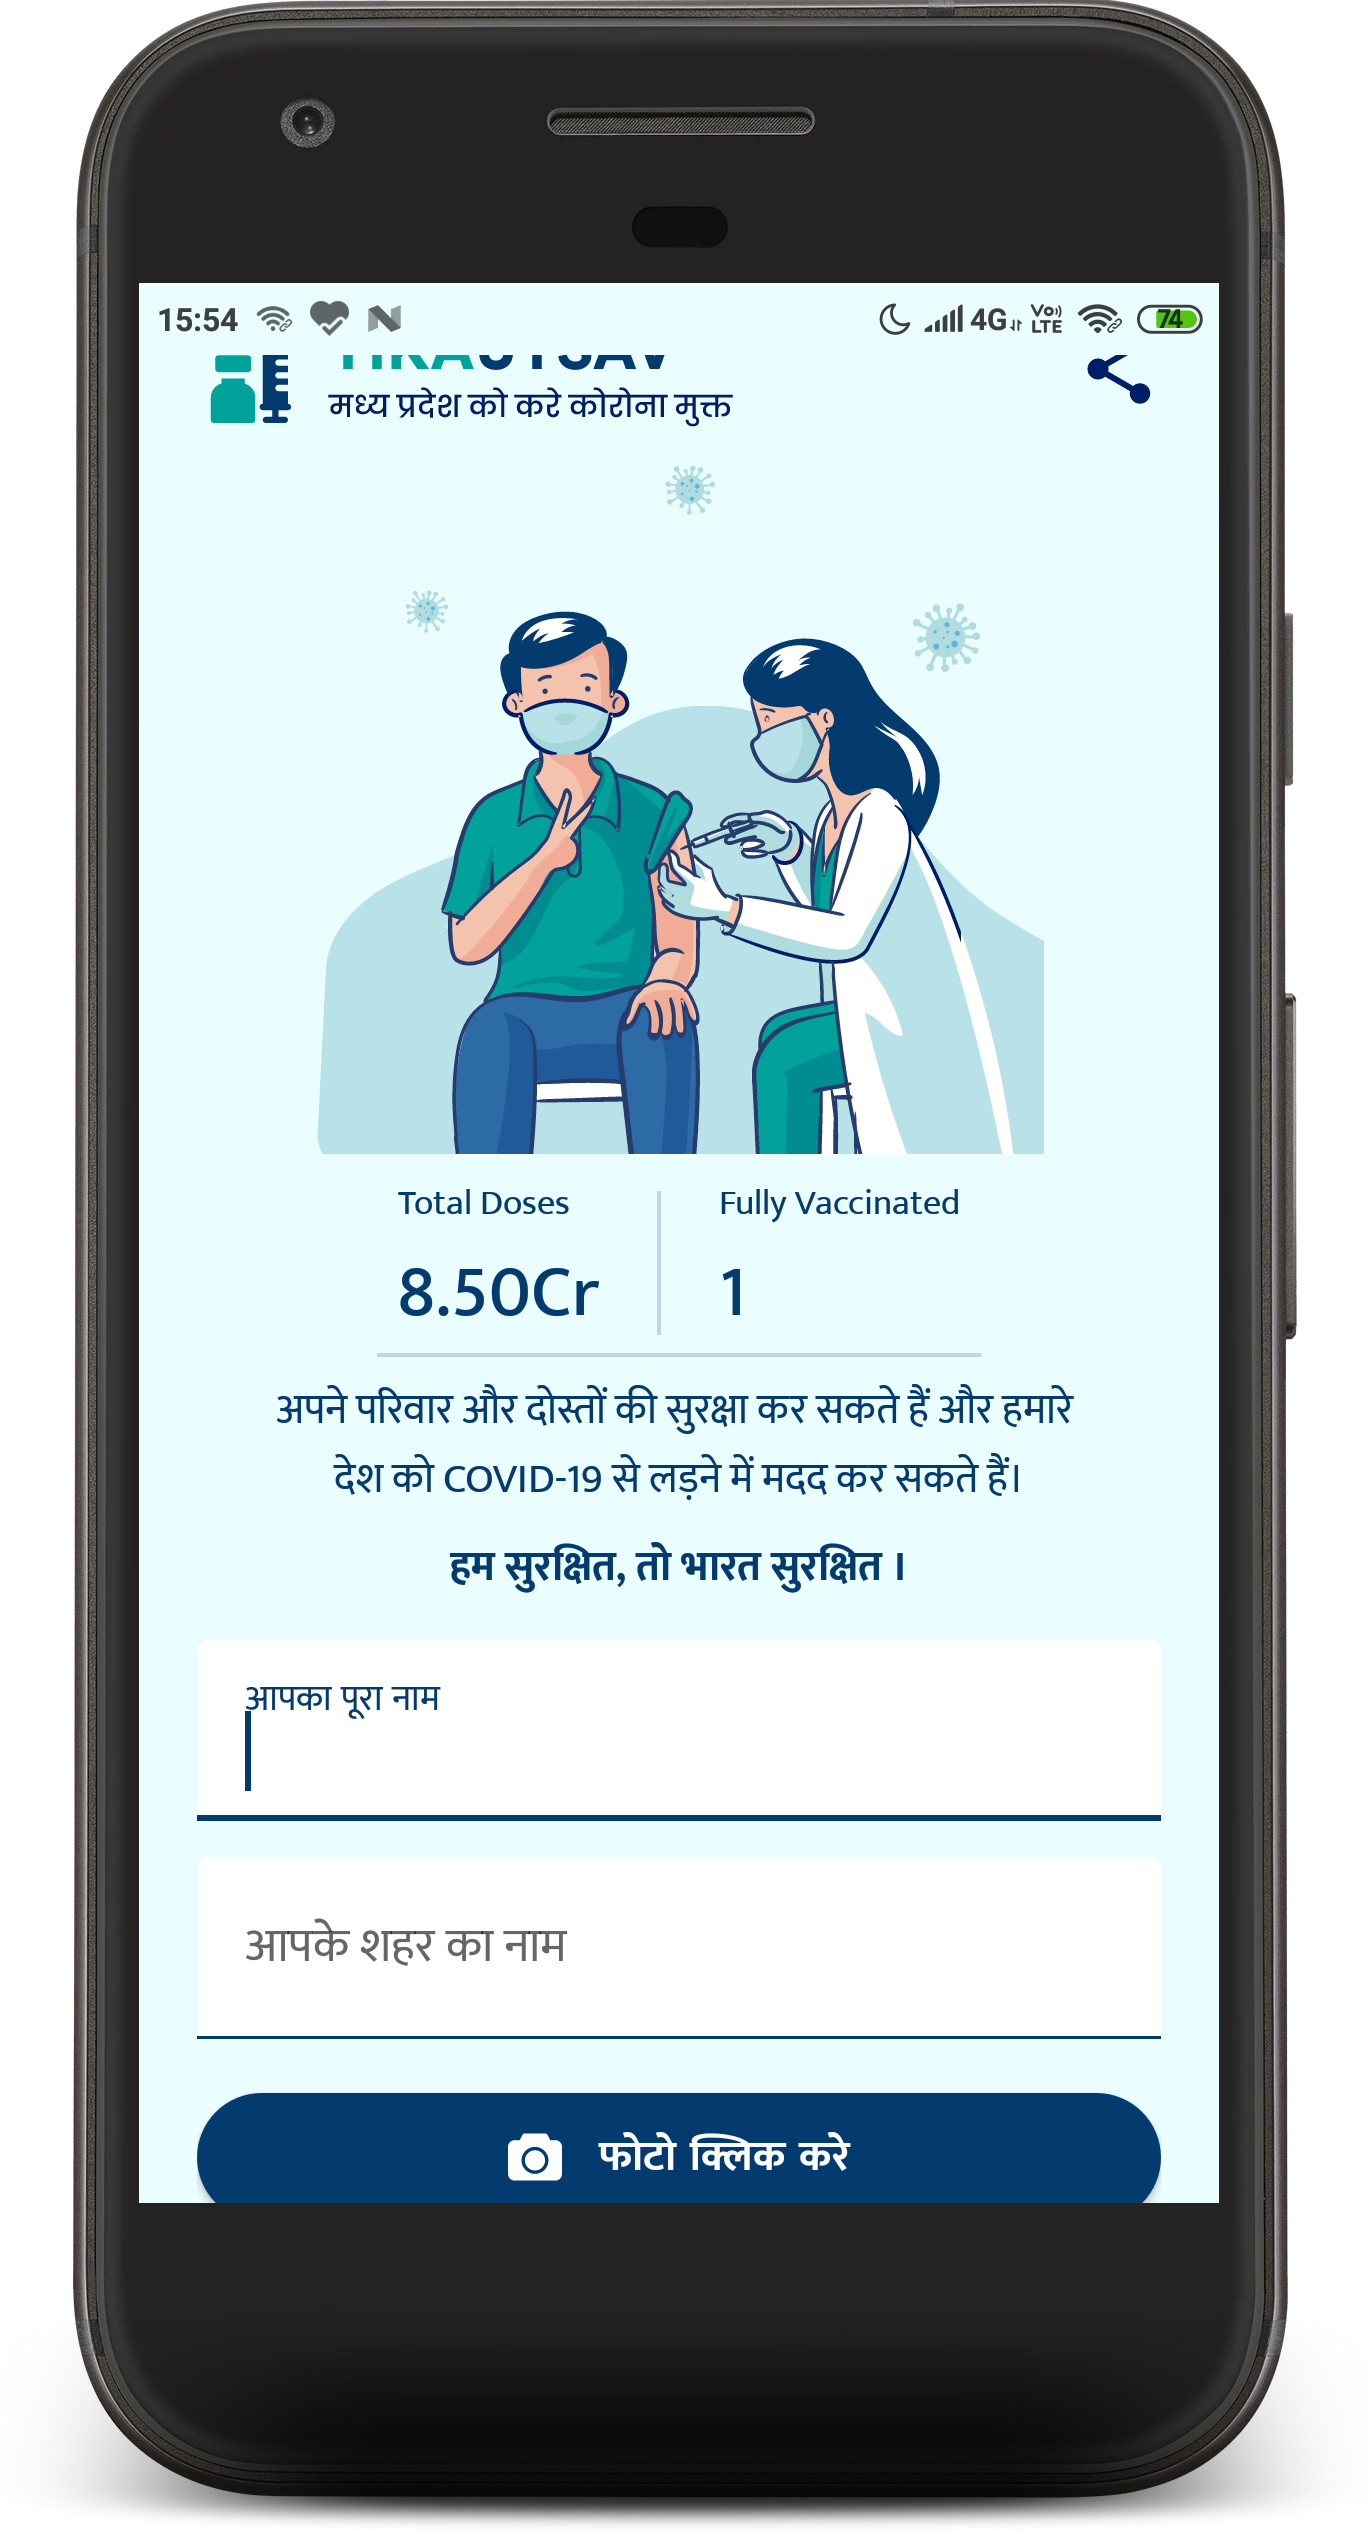 15:54 4G Vo) LTE 74
TIKAUTSAV
मध्य प्रदेश को करे कोरोना मुक्त
Total Doses Fully Vaccinated
8.50Cr 1
अपने परिवार और दोस्तों की सुरक्षा कर सकते हैं और हमारे
देश को COVID-19 से लड़ने में मदद कर सकते हैं।
हम सुरक्षित, तो भारत सुरक्षित ।
आपका पूरा नाम
आपके शहर का नाम
फोटो क्लिक करे